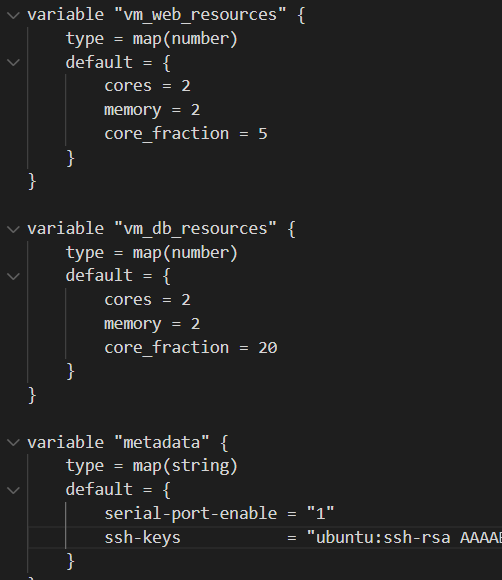 variable "vm_web_resources" {
    type = map(number)
    default = {
        cores = 2
        memory = 2
        core_fraction = 5
    }
}
variable "vm_db_resources" {
    type = map(number)
    default = {
        cores = 2
        memory = 2
        core_fraction = 20
    }
}
variable "metadata" {
    type = map(string)
    default = {
        serial-port-enable = "1"
        ssh-keys           = "ubuntu:ssh-rsa
    }